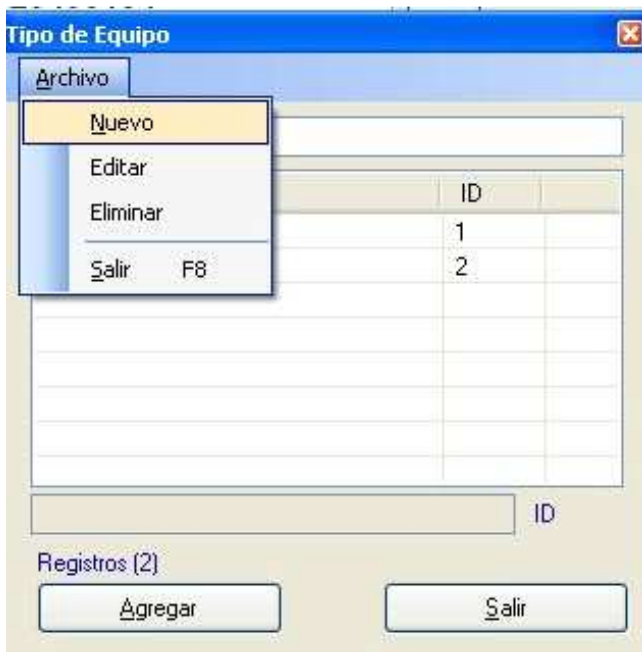 Tipo de Equipo
Archivo
Nuevo
Editar
Eliminar
Salir F8
ID
1
2
ID
Registros (2)
Agregar
Salir